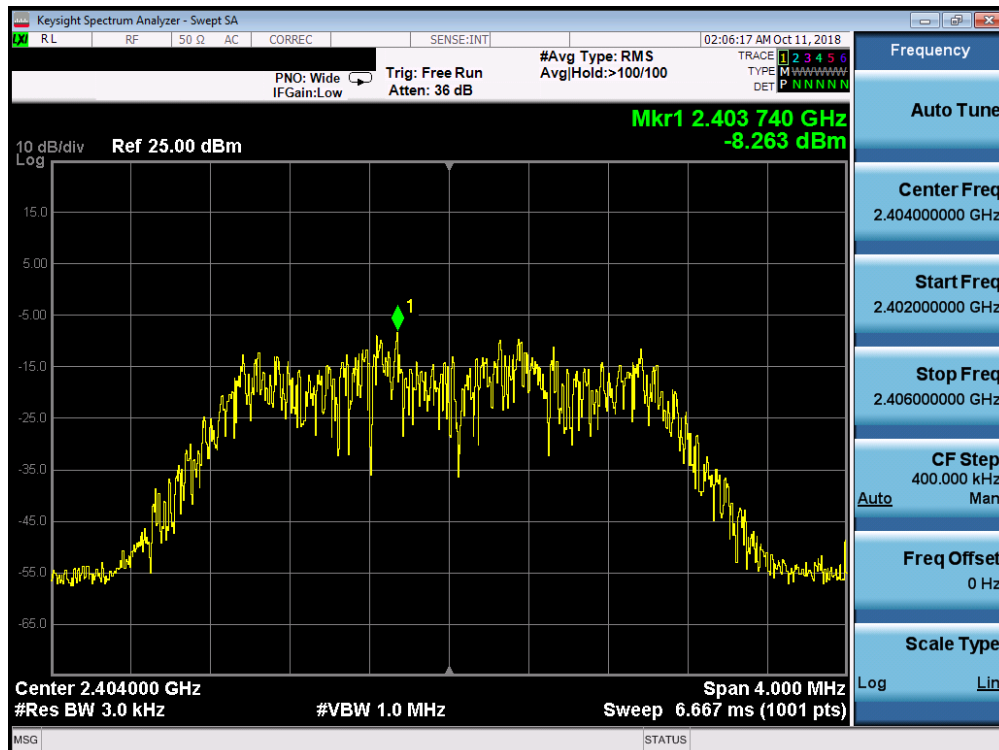 Keysight Spectrum Analyzer - Swept SA
LXI RL RF 50 Ω AC CORREC SENSE:INT 02:06:17 AM Oct 11, 2018
PNO: Wide Trig: Free Run #Avg Type: RMS TRACE 1 2 3 4 5 6
IFGain:Low Atten: 36 dB Avg|Hold:>100/100 TYPE M WWWWW
DET P N N N N N
Mkr1 2.403 740 GHz
-8.263 dBm
10 dB/div Ref 25.00 dBm
Log
1
15.0
5.00
-5.00
-15.0
-25.0
-35.0
-45.0
-55.0
-65.0
Center 2.404000 GHz Span 4.000 MHz
#Res BW 3.0 kHz #VBW 1.0 MHz Sweep 6.667 ms (1001 pts)
MSG STATUS
Frequency
Auto Tune
Center Freq
2.404000000 GHz
Start Freq
2.402000000 GHz
Stop Freq
2.406000000 GHz
CF Step
400.000 kHz
Auto Man
Freq Offset
0 Hz
Scale Type
Log Lin